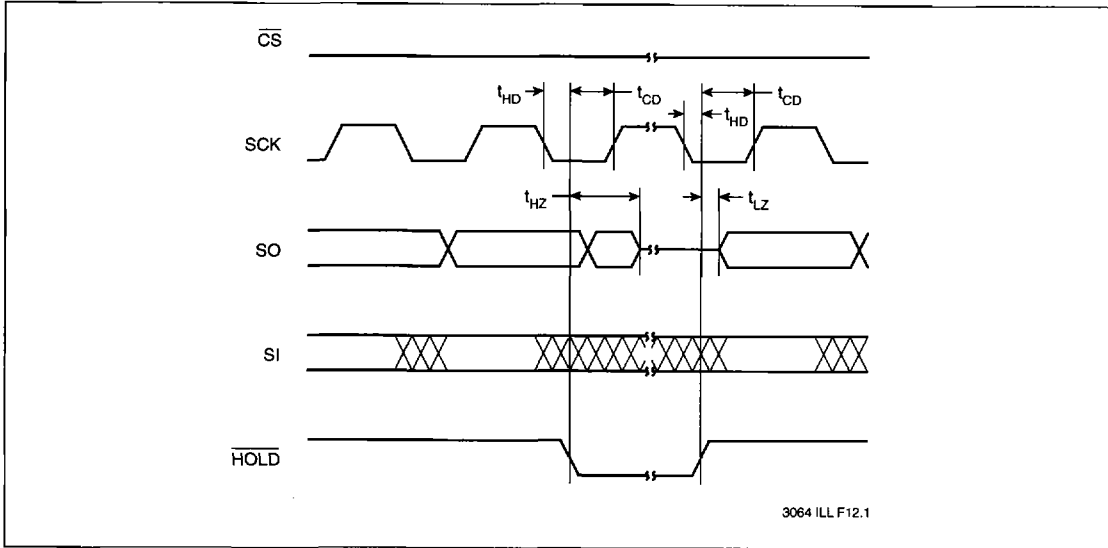 CS
tHD
tCD
tCD
tHD
SCK
tHZ
tLZ
SO
SI
HOLD
3064 ILL F12.1